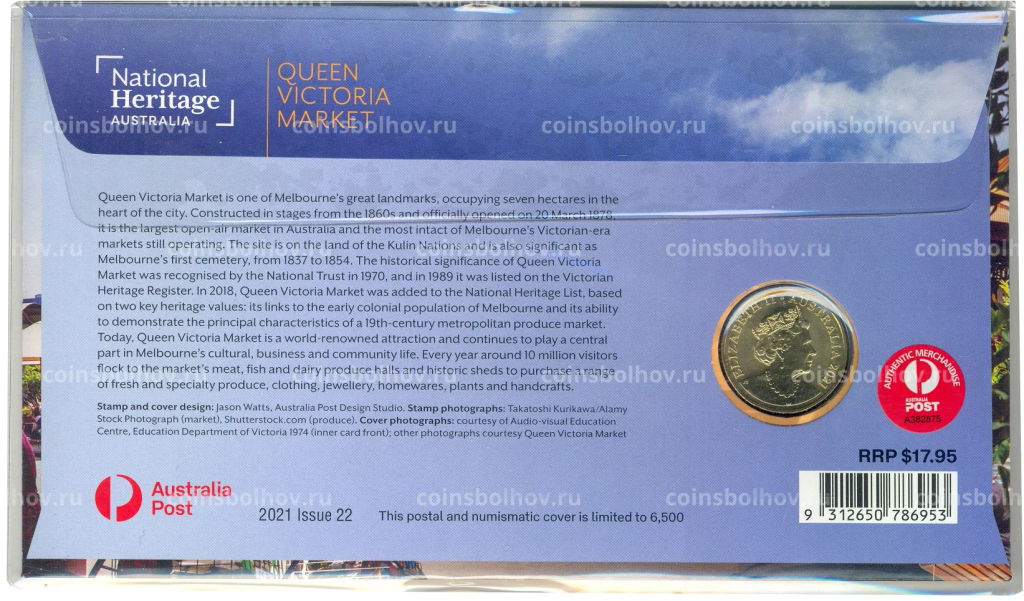 National
Heritage
AUSTRALIA
QUEEN
VICTORIA
MARKET
coinsbolhov.ru coinsbolhov.ru coinsbolhov.ru coinsbolhov.ru
Queen Victoria Market is one of Melbourne's great landmarks, occupying seven hectares in the
heart of the city. Constructed in stages from the 1860s and officially opened on 20 March 1878,
it is the largest open-air market in Australia and the most intact of Melbourne's Victorian-era
markets still operating. The site is on the land of the Kulin Nations and is also significant as
Melbourne's first cemetery, from 1837 to 1854. The historical significance of Queen Victoria
Market was recognised by the National Trust in 1970, and in 1989 it was listed on the Victorian
Heritage Register. In 2018, Queen Victoria Market was added to the National Heritage List, based
on two key heritage values: its links to the early colonial population of Melbourne and its ability
to demonstrate the principal characteristics of a 19th-century metropolitan produce market.
Today, Queen Victoria Market is a world-renowned attraction and continues to play a central
part in Melbourne's cultural, business and community life. Every year around 10 million visitors
flock to the market's meat, fish and dairy produce halls and historic sheds to purchase a range
of fresh and specialty produce, clothing, jewellery, homewares, plants and handcrafts.
Stamp and cover design: Jason Watts, Australia Post Design Studio. Stamp photographs: Takatoshi Kurikawa/Alamy
Stock Photograph (market), Shutterstock.com (produce). Cover photographs: courtesy of Audio-visual Education
Centre, Education Department of Victoria 1974 (inner card front); other photographs courtesy Queen Victoria Market
ELIZABETH II AUSTRALIA 2021
AUTHENTIC MERCHANDISE
AUSTRALIA
POST
A382875
RRP $17.95
9 312650 786953
Australia
Post
2021 Issue 22
This postal and numismatic cover is limited to 6,500